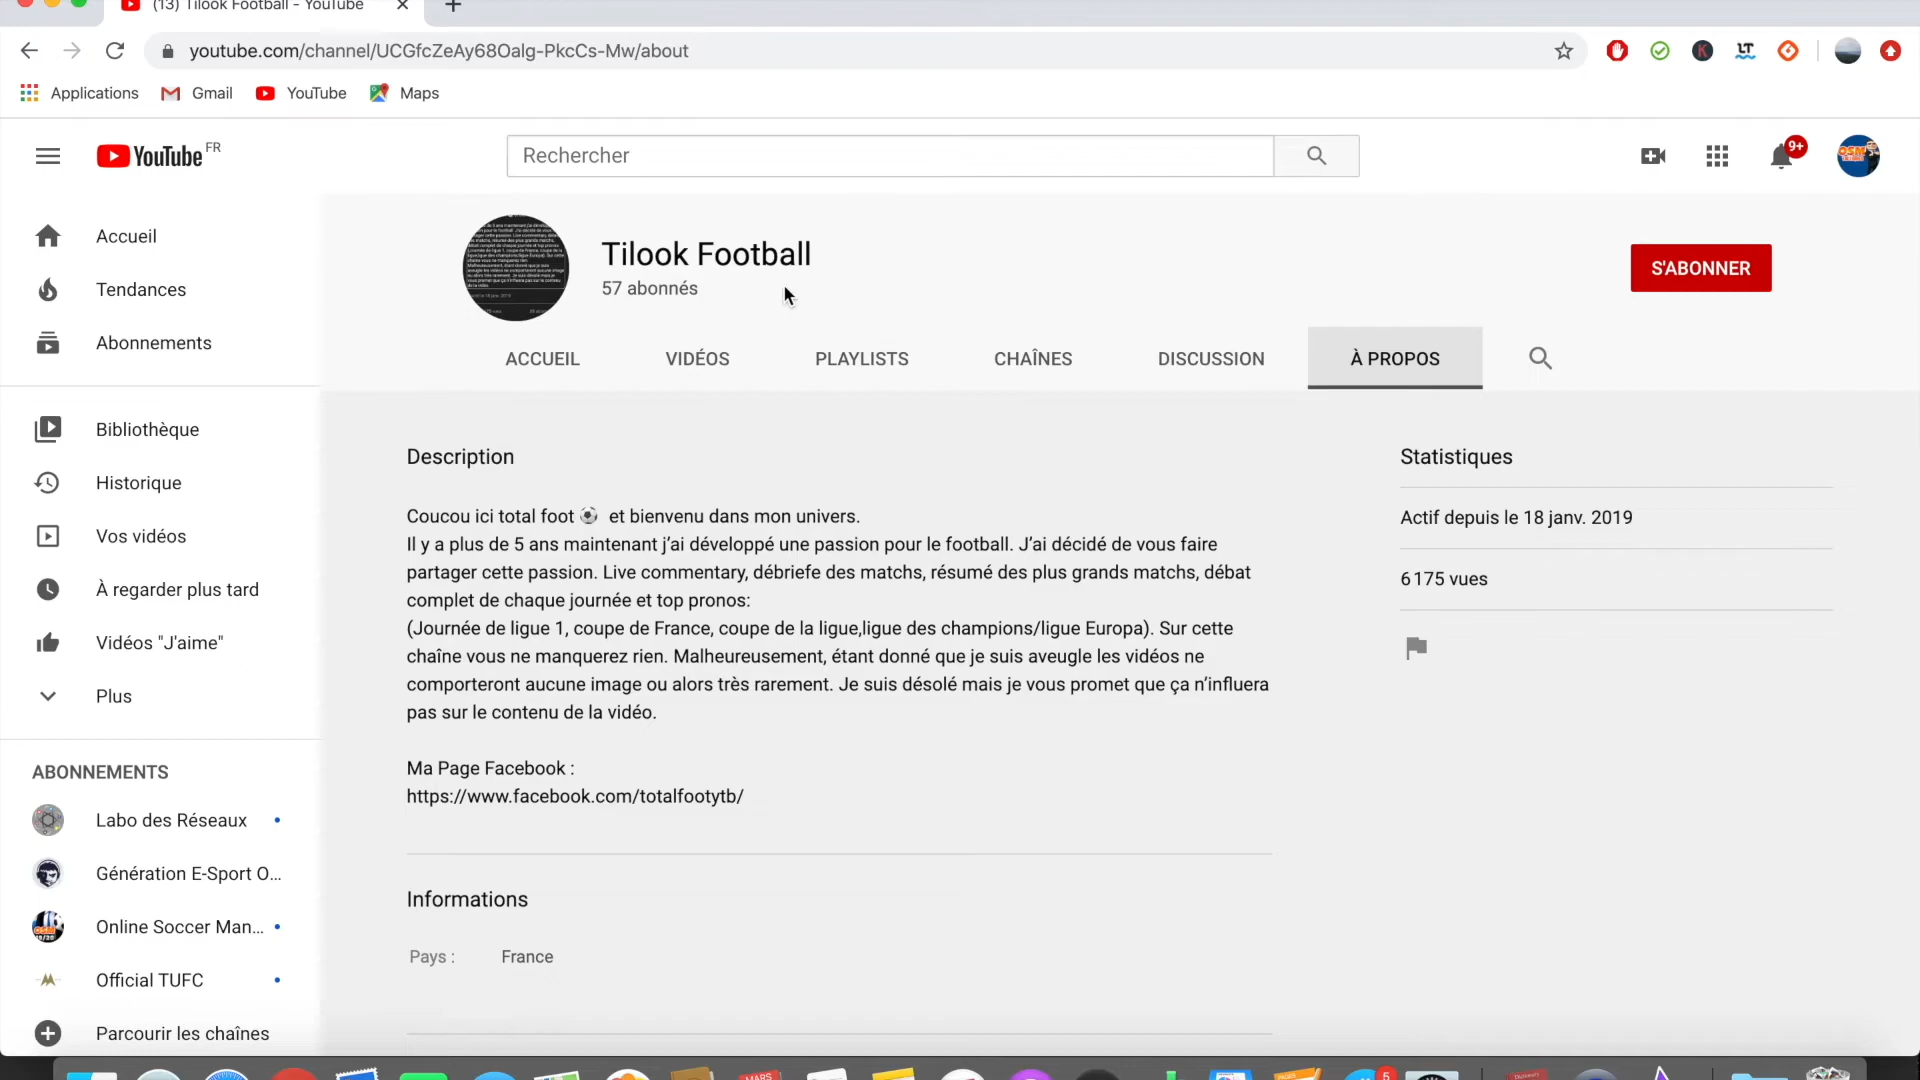 (13) Tilook Football - YouTube
youtube.com/channel/UCGfcZeAy68Oalg-PkcCs-Mw/about
Applications Gmail YouTube Maps
YouTube FR
Rechercher
9+
Accueil
Tendances
Abonnements
Bibliothèque
Historique
Vos vidéos
À regarder plus tard
Vidéos "J'aime"
Plus
ABONNEMENTS
Labo des Réseaux
Génération E-Sport O...
Online Soccer Man...
Official TUFC
Parcourir les chaînes
Tilook Football
57 abonnés
S'ABONNER
ACCUEIL VIDÉOS PLAYLISTS CHAÎNES DISCUSSION À PROPOS
Description
Coucou ici total foot ⚽ et bienvenu dans mon univers.
Il y a plus de 5 ans maintenant j’ai développé une passion pour le football. J’ai décidé de vous faire
partager cette passion. Live commentary, débriefe des matchs, résumé des plus grands matchs, débat
complet de chaque journée et top pronos:
(Journée de ligue 1, coupe de France, coupe de la ligue,ligue des champions/ligue Europa). Sur cette
chaîne vous ne manquerez rien. Malheureusement, étant donné que je suis aveugle les vidéos ne
comporteront aucune image ou alors très rarement. Je suis désolé mais je vous promet que ça n’influera
pas sur le contenu de la vidéo.
Ma Page Facebook :
https://www.facebook.com/totalfootytb/
Informations
Pays : France
Statistiques
Actif depuis le 18 janv. 2019
6 175 vues
MARS
5